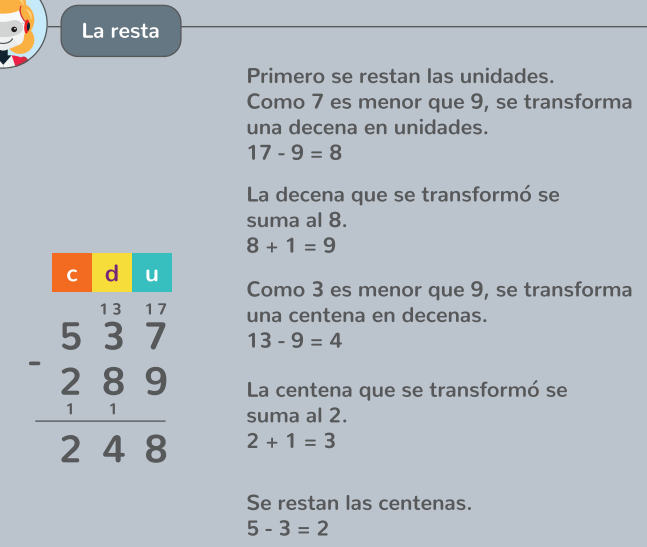 La resta
Primero se restan las unidades.
Como 7 es menor que 9, se transforma
una decena en unidades.
17 - 9 = 8
La decena que se transformó se
suma al 8.
8 + 1 = 9
Como 3 es menor que 9, se transforma
una centena en decenas.
13 - 9 = 4
La centena que se transformó se
suma al 2.
2 + 1 = 3
Se restan las centenas.
5 - 3 = 2
c d u
13 17
5 3 7
-
2 8 9
1 1
2 4 8